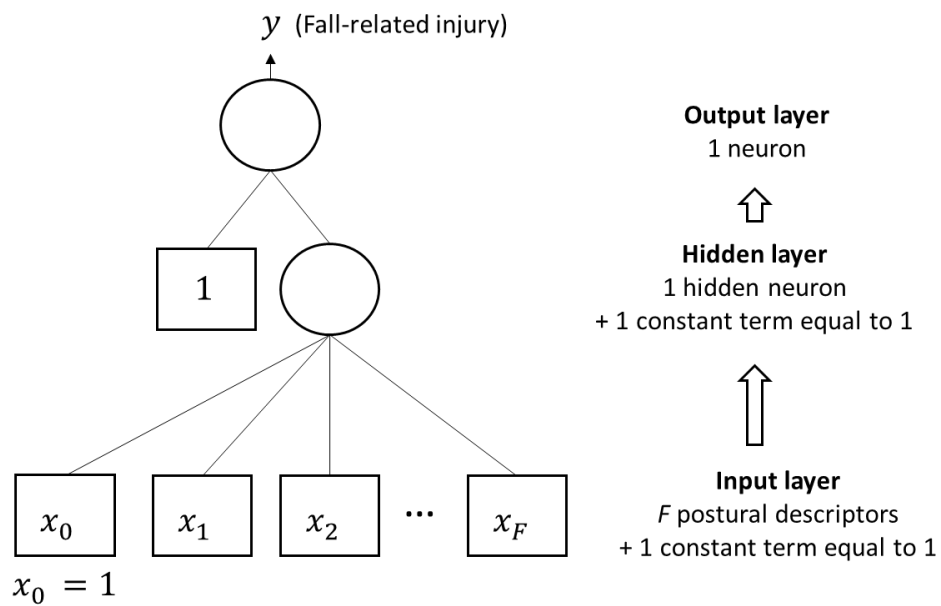 y (Fall-related injury)
Output layer
1 neuron
1
Hidden layer
1 hidden neuron
+ 1 constant term equal to 1
x₀ x₁ x₂ ... x_F
Input layer
F postural descriptors
+ 1 constant term equal to 1
x₀ = 1